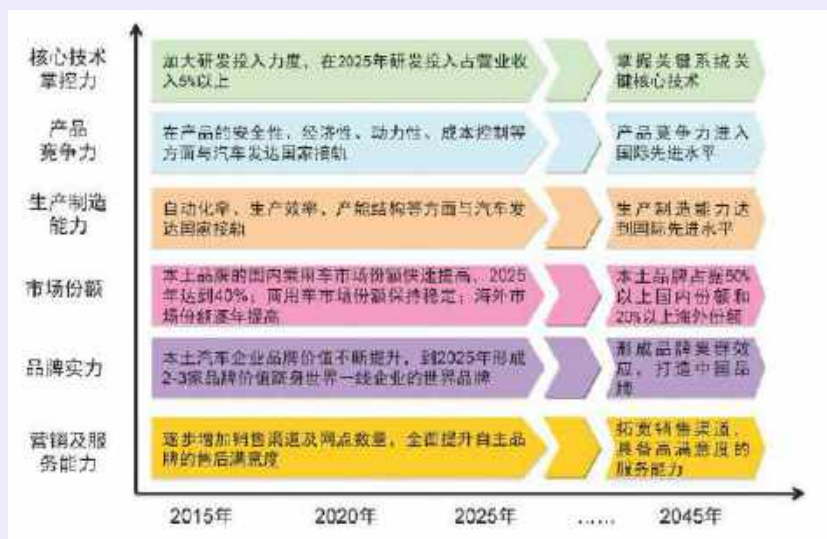 核心技术
掌控力
加大研发投入力度，在2025年研发投入占营业收
入5%以上
掌握关键系统关
键核心技术
产品
竞争力
在产品的安全性、经济性、动力性、成本控制等
方面与汽车发达国家接轨
产品竞争力进入
国际先进水平
生产制造
能力
自动化率、生产效率、产能结构等方面与汽车发
达国家接轨
生产制造能力达
到国际先进水平
市场份额
本土品牌的国内乘用车市场份额快速提高，2025
年达到40%；商用车市场份额保持稳定；海外市
场份额逐年提高
本土品牌占据60%
以上国内份额和
20%以上海外份额
品牌实力
本土汽车企业品牌价值不断提升，到2025年形成
2-3家品牌价值跻身世界一线企业的世界品牌
形成品牌集群效
应，打造中国品
牌
营销及服
务能力
逐步增加销售渠道及网点数量，全面提升自主品
牌的售后满意度
拓宽销售渠道，
具备高满意度的
服务能力
2015年 2020年 2025年 …… 2045年